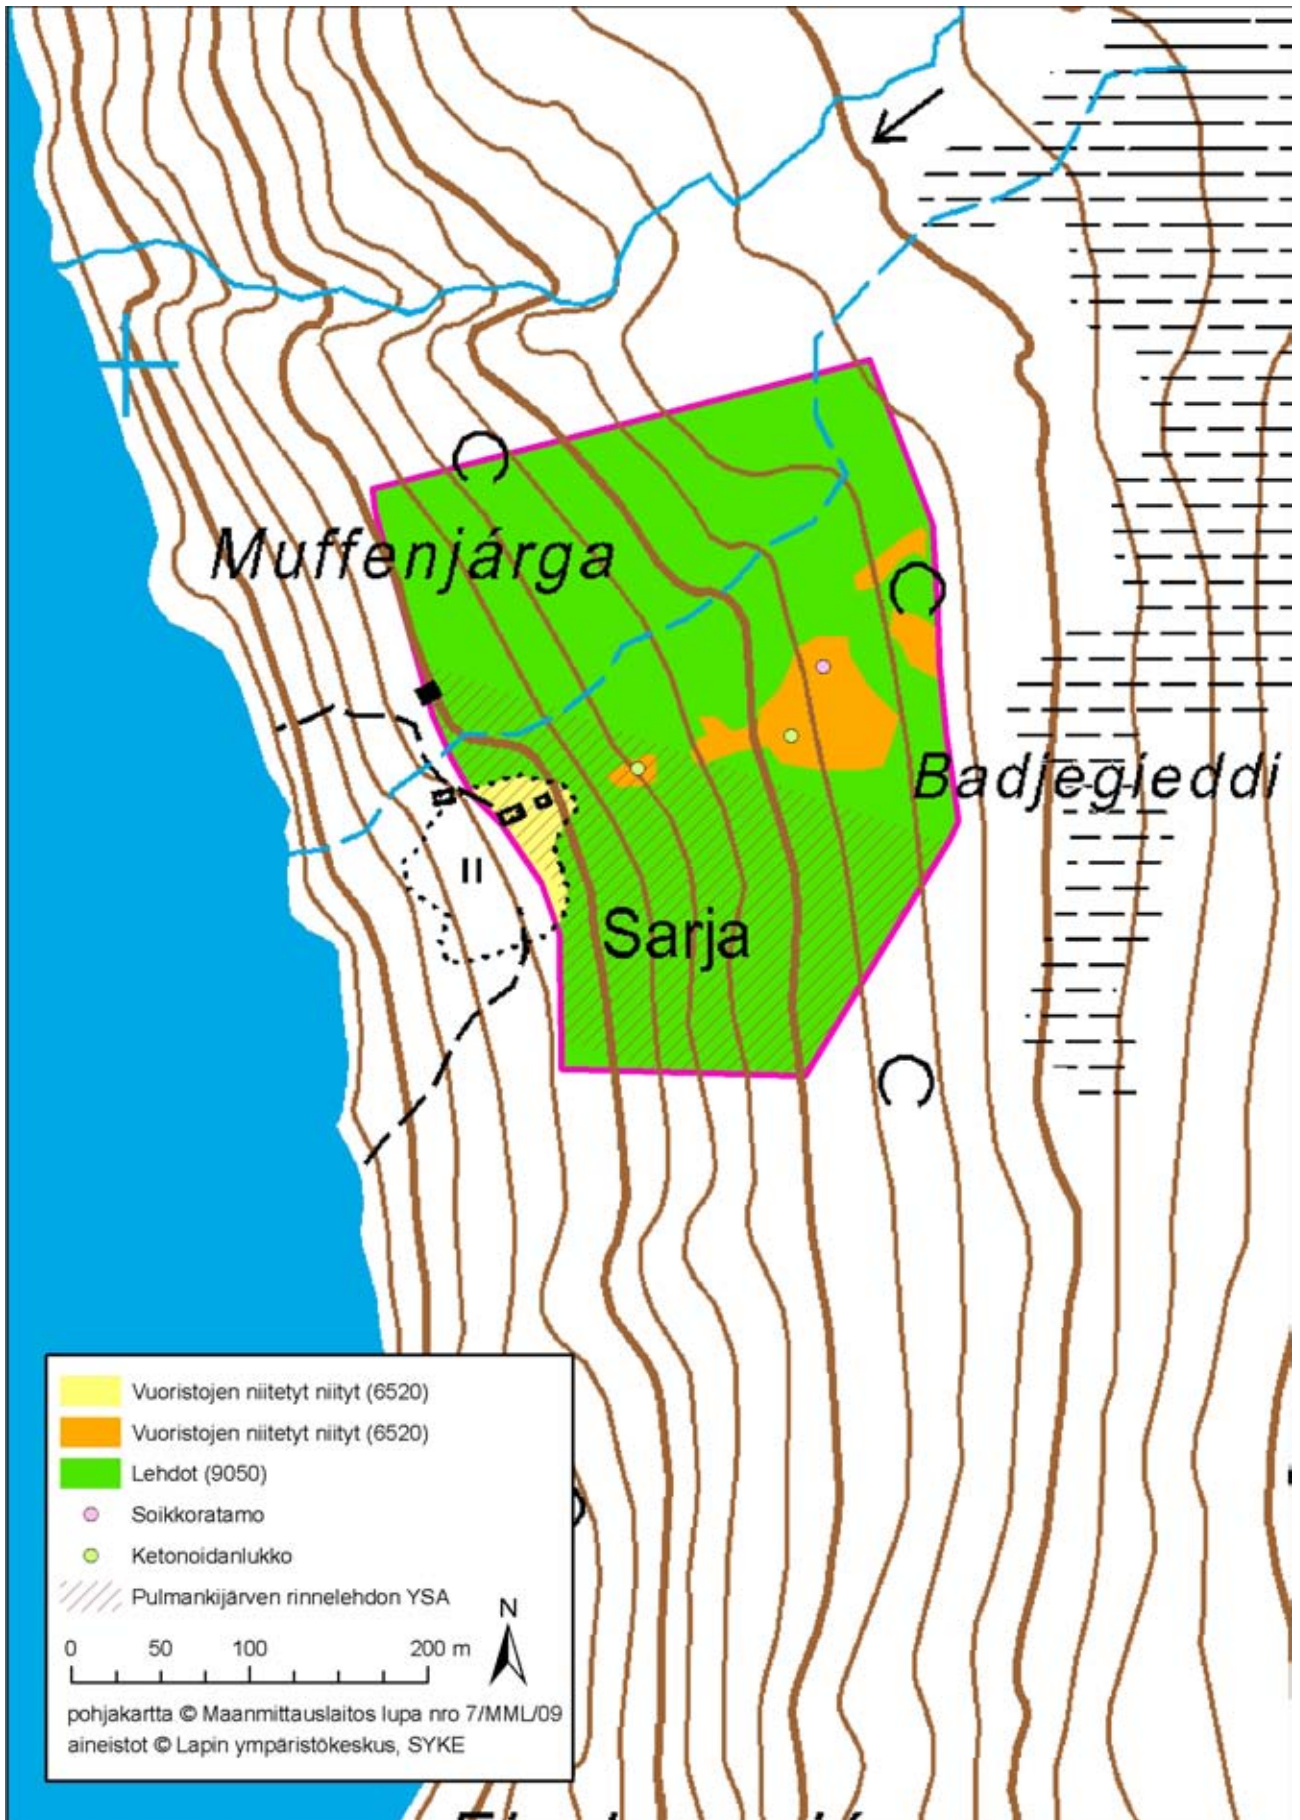 Muffenjárga
Badjegieddi
Sarja
Vuoristojen niitetyt niityt (6520)
Vuoristojen niitetyt niityt (6520)
Lehdot (9050)
Soikkoratamo
Ketonoidanlukko
Pulmankijärven rinnelehdon YSA
N
0 50 100 200 m
pohjakartta © Maanmittauslaitos lupa nro 7/MML/09
aineistot © Lapin ympäristökeskus, SYKE